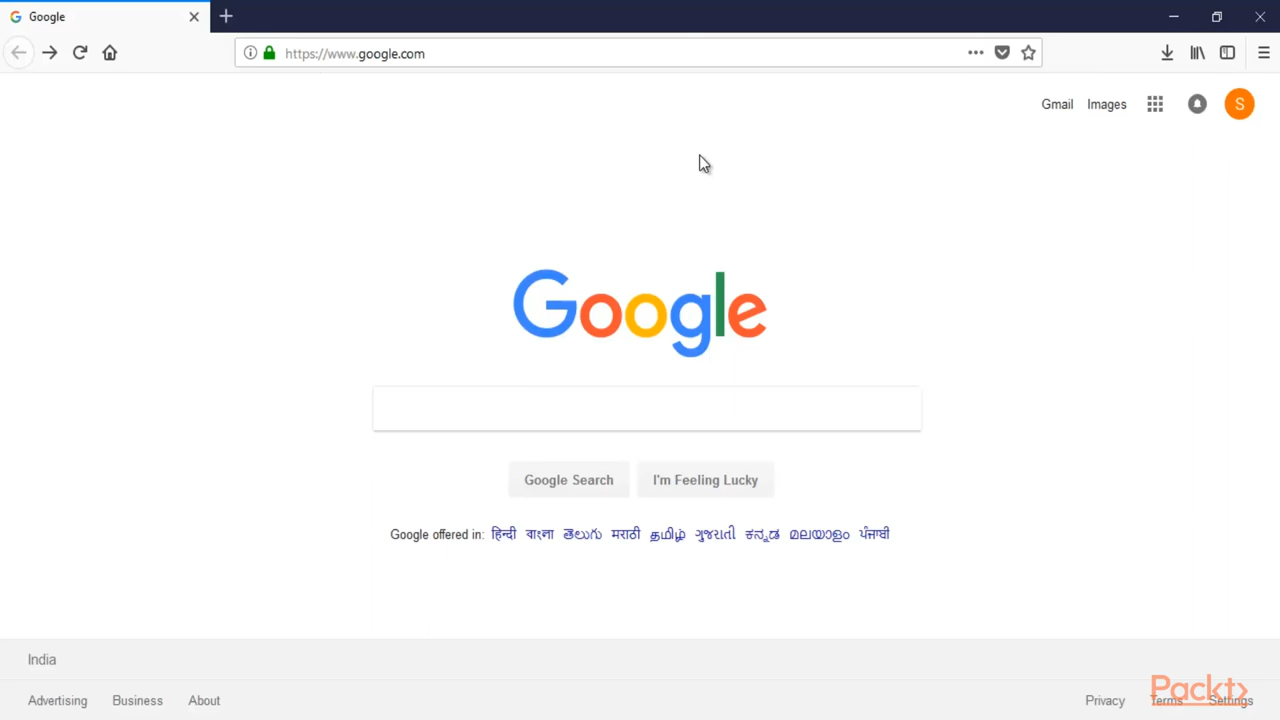 Google
https://www.google.com
Gmail Images S
Google
Google Search I'm Feeling Lucky
Google offered in: हिन्दी বাংলা తెలుగు मराठी தமிழ் ગુજરાતી ಕನ್ನಡ മലയാളം ਪੰਜਾਬੀ
India
Advertising Business About Privacy Terms Settings
Packt